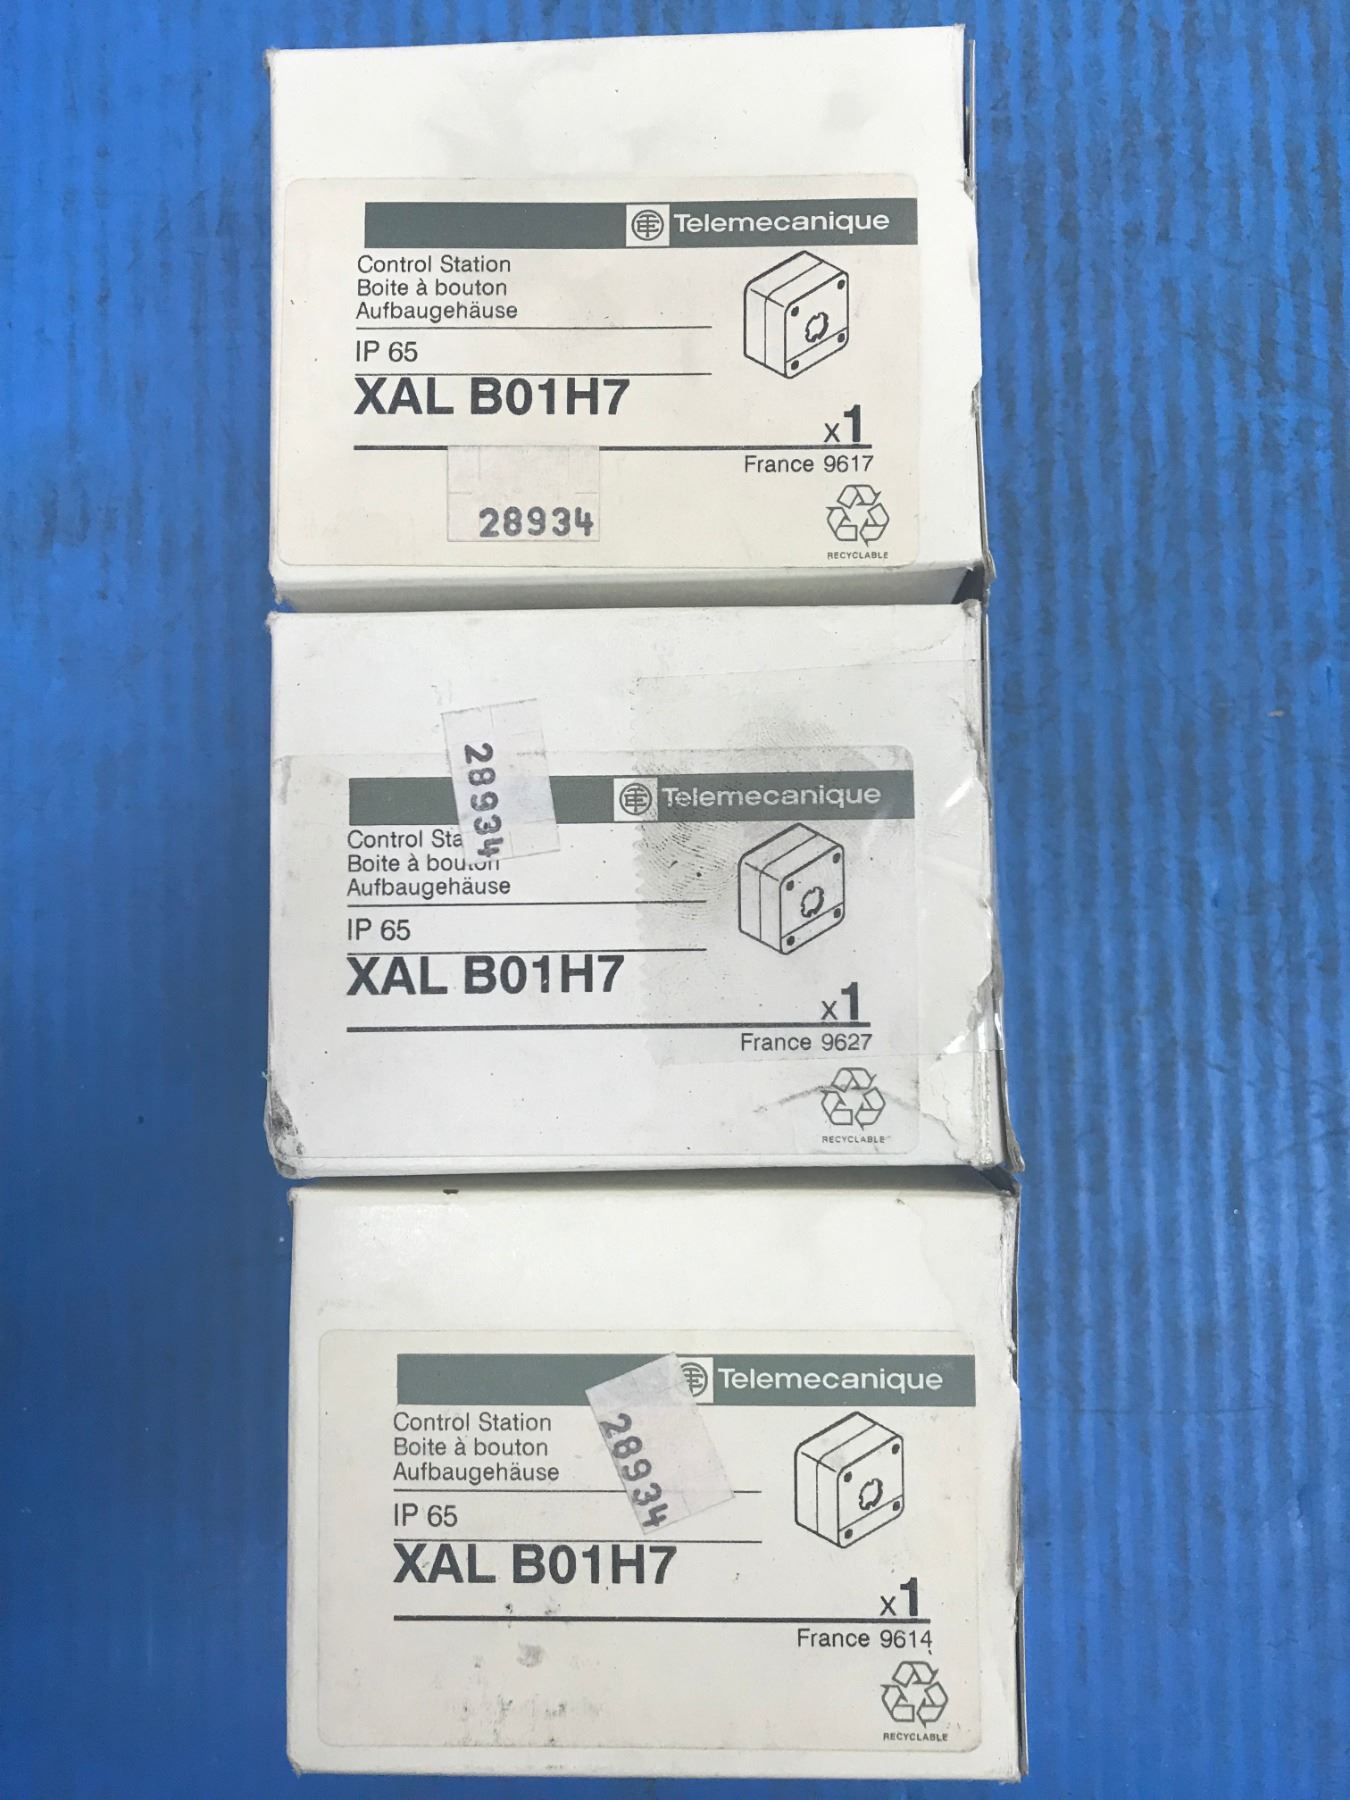 Telemecanique
Control Station
Boite à bouton
Aufbaugehäuse
IP 65
XAL B01H7
x1
France 9617
28934
RECYCLABLE
28934
Telemecanique
Control Sta
Boite à bouton
Aufbaugehäuse
IP 65
XAL B01H7
x1
France 9627
RECYCLABLE
Telemecanique
28934
Control Station
Boite à bouton
Aufbaugehäuse
IP 65
XAL B01H7
x1
France 9614
RECYCLABLE